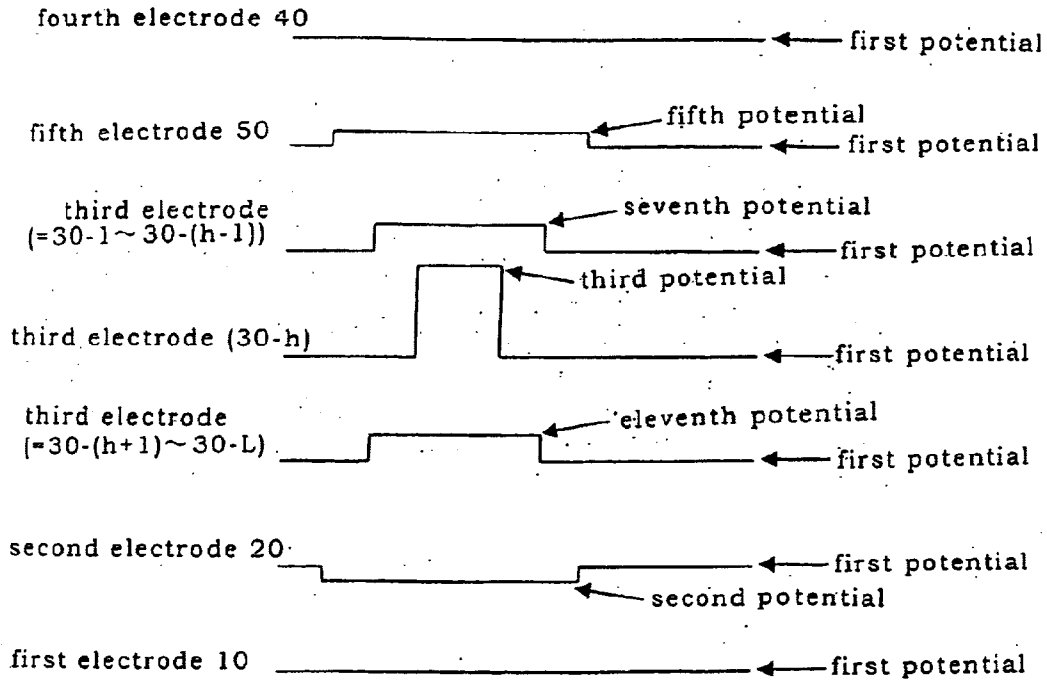 fourth electrode 40
first potential
fifth electrode 50
fifth potential
first potential
third electrode
(=30-1~30-(h-1))
seventh potential
first potential
third potential
third electrode (30-h)
first potential
third electrode
(=30-(h+1)~30-L)
eleventh potential
first potential
second electrode 20
first potential
second potential
first electrode 10
first potential